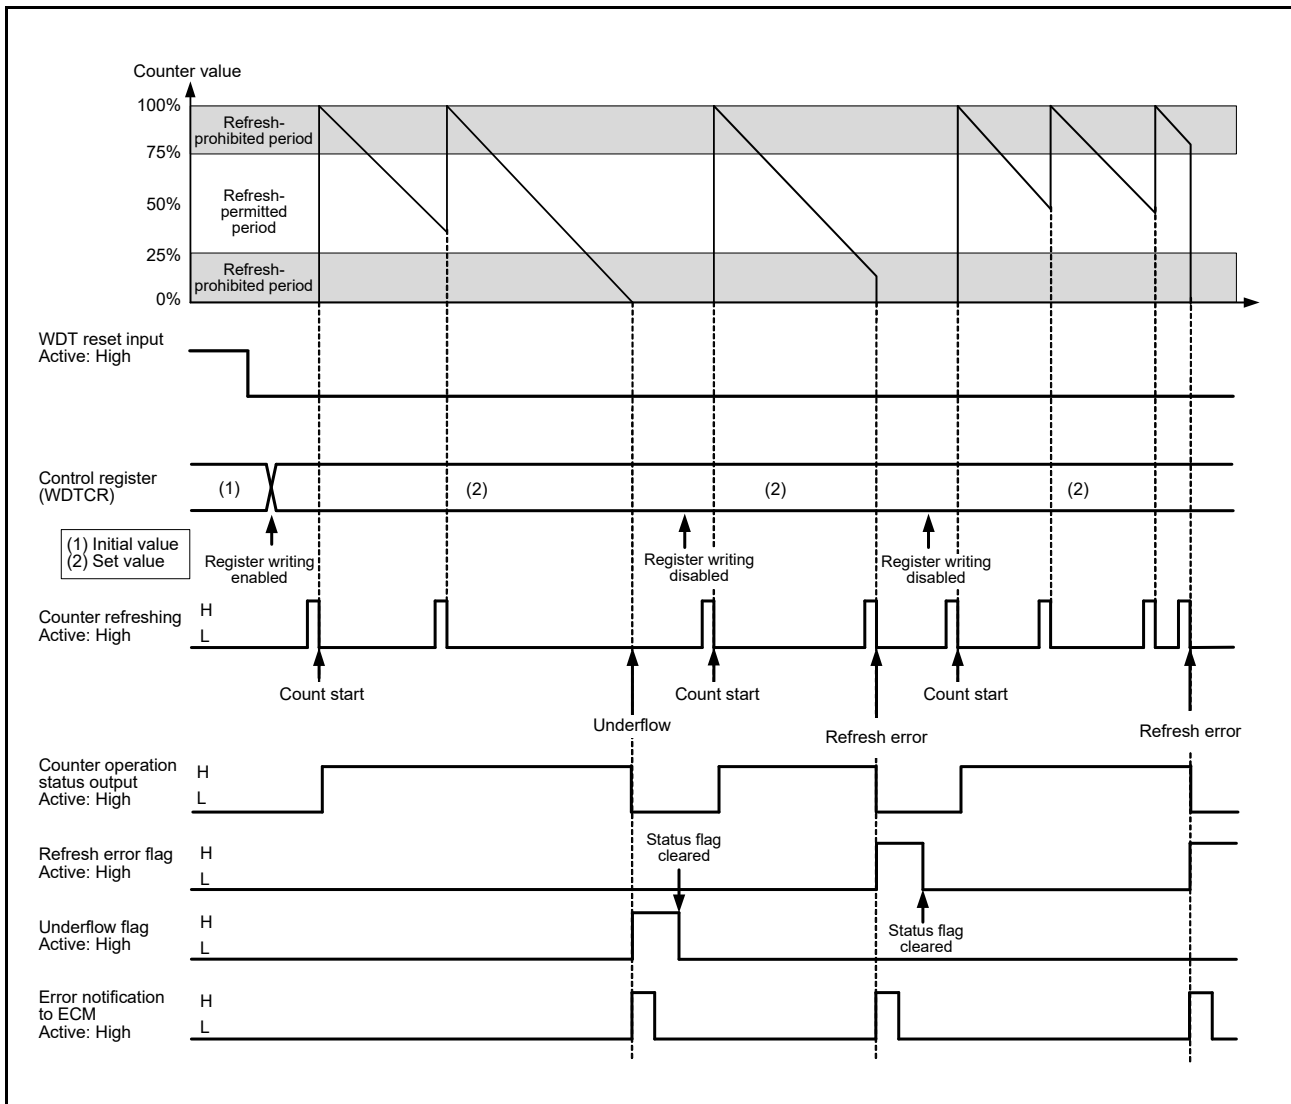 Counter value
100%
Refresh-
prohibited period
75%
Refresh-
permitted
period
50%
25%
Refresh-
prohibited period
0%
WDT reset input
Active: High
Control register
(WDTCR)
(1)
(2)
(2)
(2)
(1) Initial value
(2) Set value
Register writing
enabled
Register writing
disabled
Register writing
disabled
Counter refreshing
Active: High
H
L
Count start
Count start
Count start
Underflow
Refresh error
Refresh error
Counter operation
status output
Active: High
H
L
Status flag
cleared
Refresh error flag
Active: High
H
L
Status flag
cleared
Underflow flag
Active: High
H
L
Error notification
to ECM
Active: High
H
L